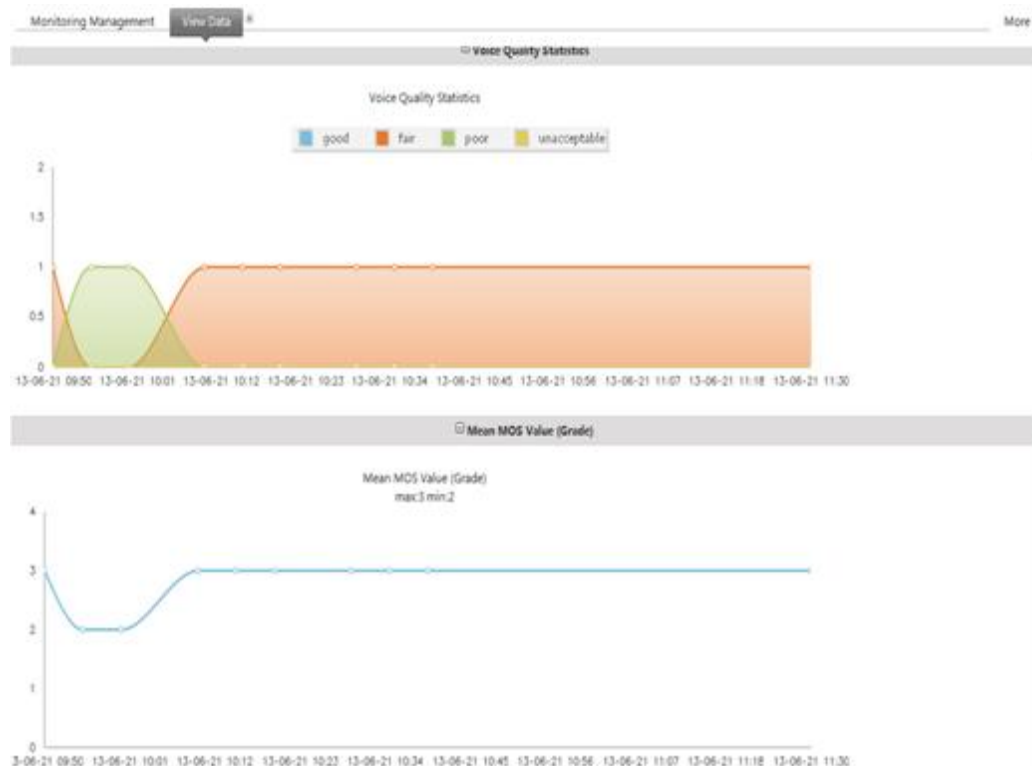 Monitoring Management View Data More
Voice Quality Statistics
Voice Quality Statistics
good fair poor unacceptable
2
1.5
1
0.5
0
13-06-21 09:50 13-06-21 10:01 13-06-21 10:12 13-06-21 10:23 13-06-21 10:34 13-06-21 10:45 13-06-21 10:56 13-06-21 11:07 13-06-21 11:18 13-06-21 11:30
Mean MOS Value (Grade)
Mean MOS Value (Grade)
max:3 min:2
4
3
2
1
0
3-06-21 09:50 13-06-21 10:01 13-06-21 10:12 13-06-21 10:23 13-06-21 10:34 13-06-21 10:45 13-06-21 10:56 13-06-21 11:07 13-06-21 11:18 13-06-21 11:30